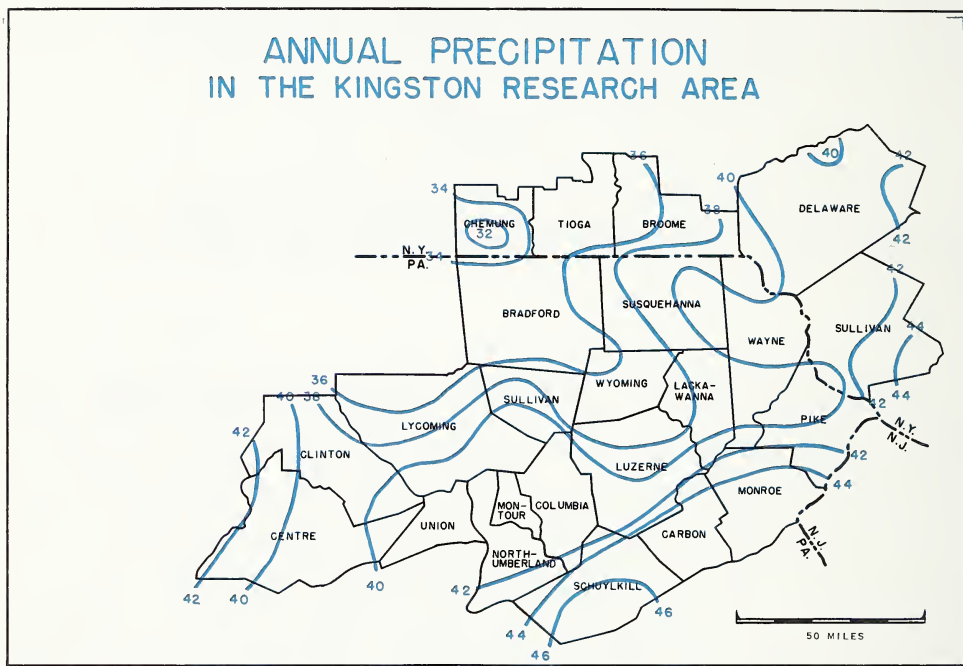 ANNUAL PRECIPITATION
IN THE KINGSTON RESEARCH AREA
36
40
42
34
40
CHEMUNG
TIOGA
BROOME
38
DELAWARE
32
42
N.Y.
PA.
34
42
SUSQUEHANNA
BRADFORD
WAYNE
SULLIVAN
44
36
WYOMING
LACKA-
WANNA
44
40
38
SULLIVAN
42
LYCOMING
PIKE
N.Y.
N.J.
42
CLINTON
LUZERNE
42
44
MONROE
MON-
TOUR
COLUMBIA
UNION
CENTRE
CARBON
N.J.
PA.
NORTH-
UMBERLAND
42
40
40
42
SCHUYLKILL
46
44
46
50 MILES